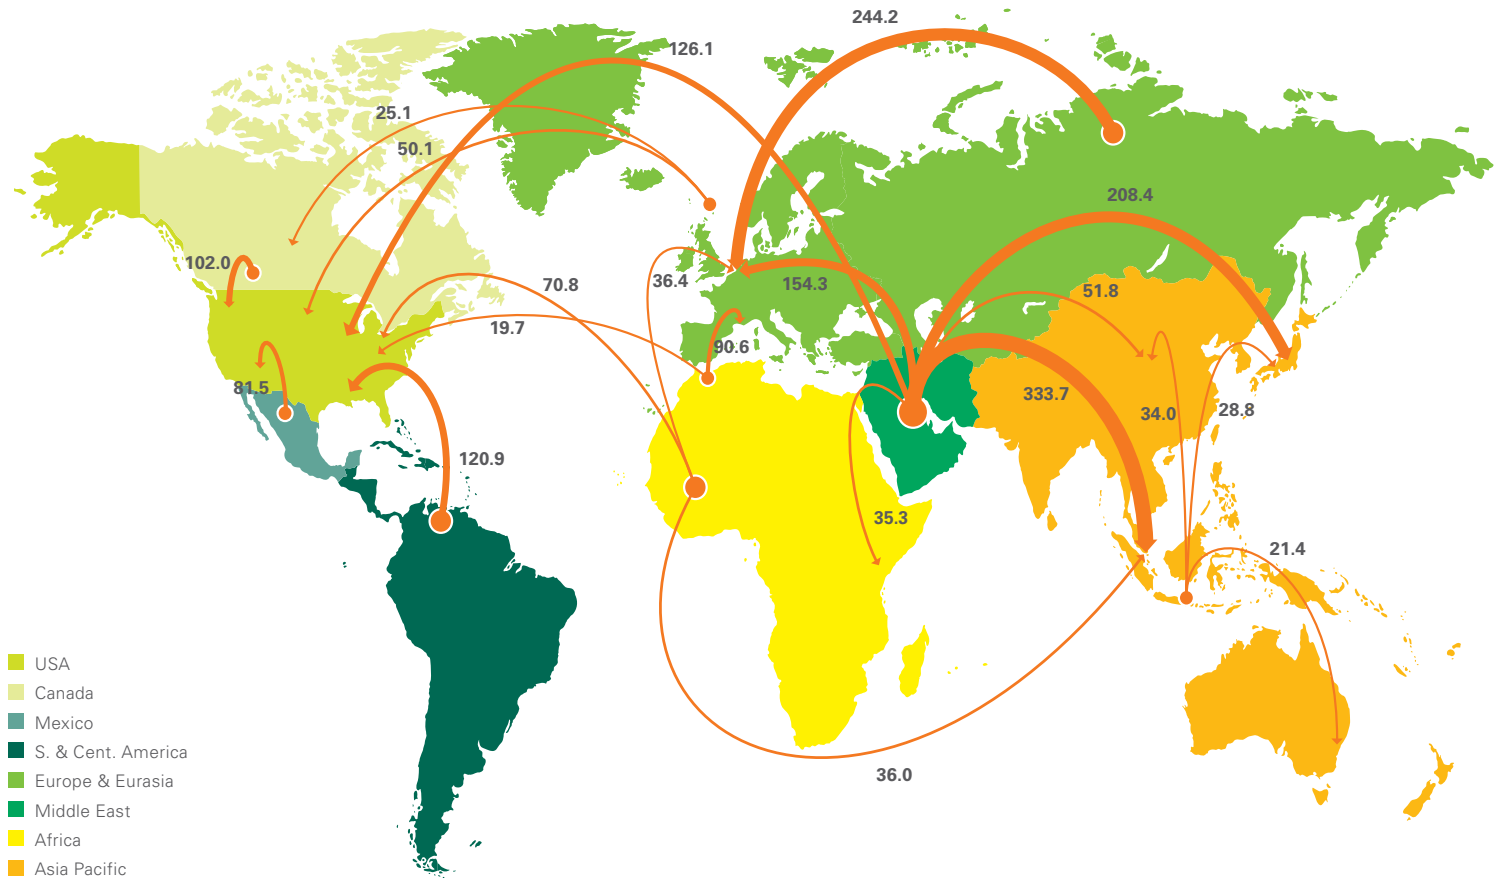 244.2
126.1
25.1
50.1
208.4
102.0
70.8
36.4
154.3
51.8
19.7
90.6
81.5
333.7
34.0
28.8
120.9
35.3
21.4
36.0
USA
Canada
Mexico
S. & Cent. America
Europe & Eurasia
Middle East
Africa
Asia Pacific